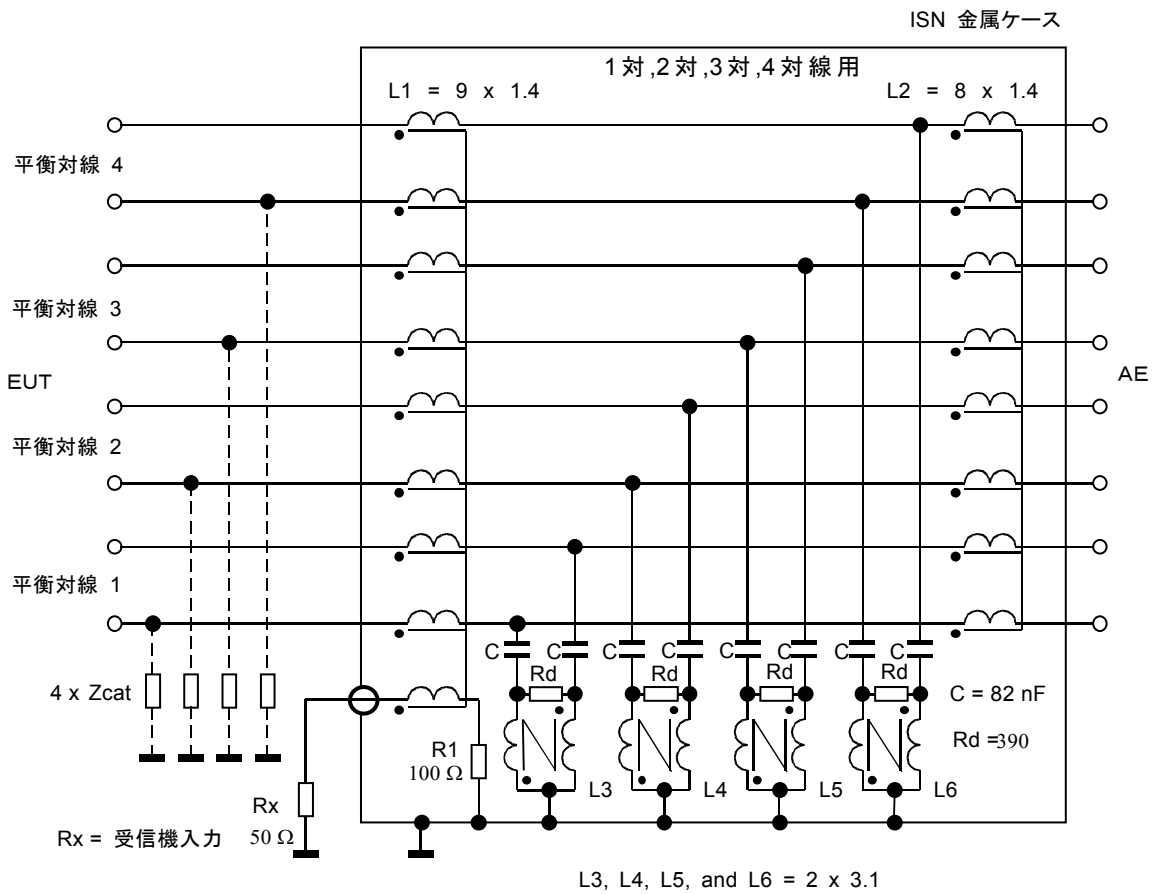 ISN 金属ケース
1対,2対,3対,4対線用
L1 = 9 x 1.4
L2 = 8 x 1.4
平衡対線 4
平衡対線 3
EUT
AE
平衡対線 2
平衡対線 1
C C C C C C C C
Rd Rd Rd Rd
4 x Zcat
C = 82 nF
R1
100 Ω
Rd =390
L3 L4 L5 L6
Rx
50 Ω
Rx = 受信機入力
L3, L4, L5, and L6 = 2 x 3.1